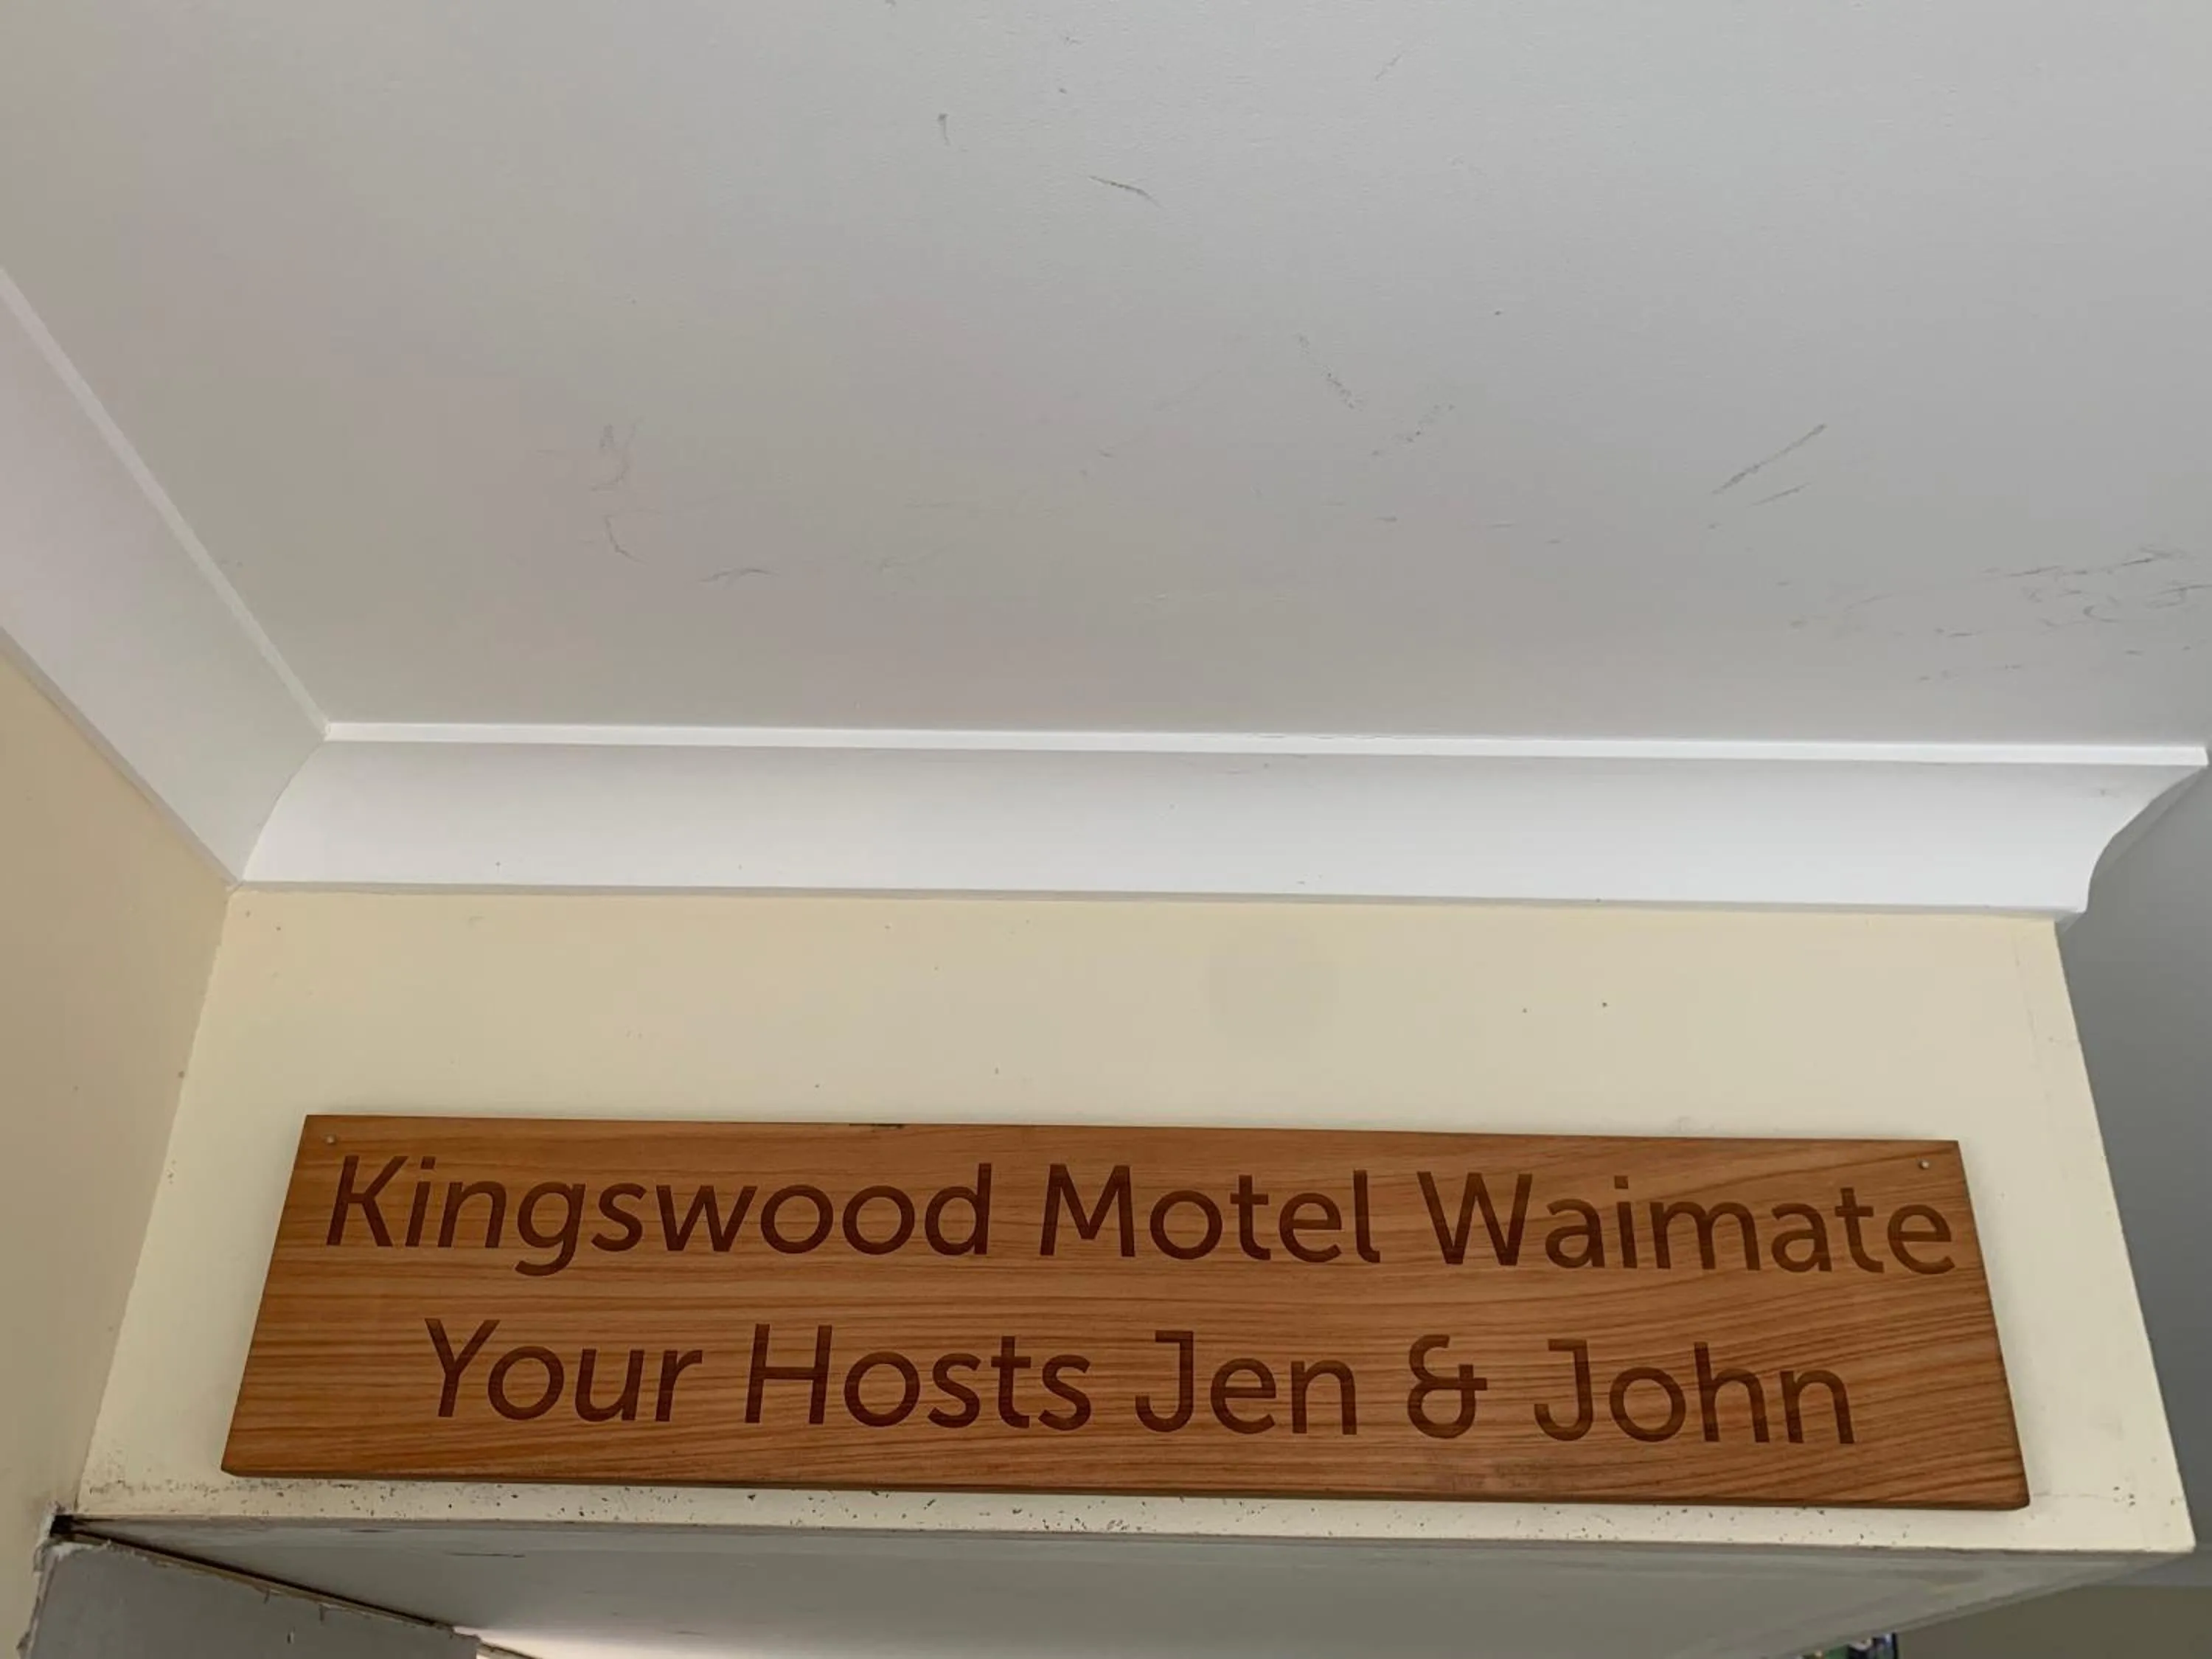 Kingswood Motel Waimate
Your Hosts Jen & John